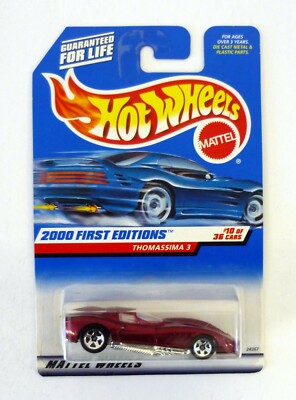 GUARANTEED
FOR LIFE
FOR AGES
OVER 3 YEARS.
DIE CAST METAL &
PLASTIC PARTS.
HOT WHEELS
MATTEL
®
2000 FIRST EDITIONS™
#10 OF
36 CARS
THOMASSIMA 3
24367
MATTEL WHEELS